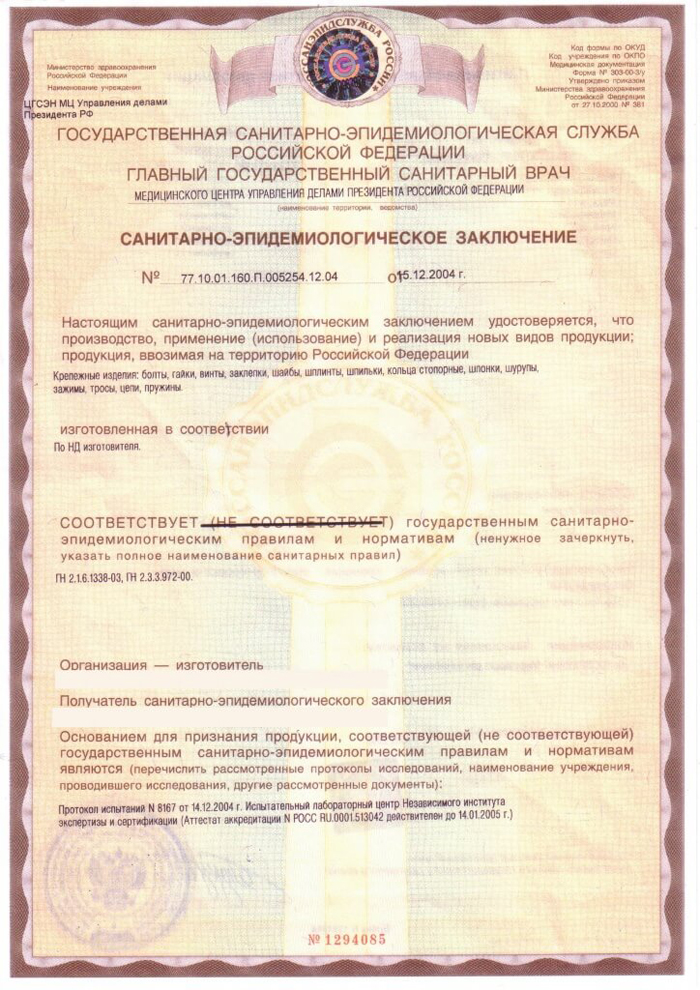 ГОССАНЭПИДСЛУЖБА РОССИИ
Министерство здравоохранения
Российской Федерации
Наименование учреждения
ЦГСЭН МЦ Управления делами
Президента РФ
Код формы по ОКУД
Код учреждения по ОКПО
Медицинская документация
Форма № 303-00-3/у
Утверждено приказом
Министерства здравоохранения
Российской Федерации
от 27.10.2000 № 381
ГОСУДАРСТВЕННАЯ САНИТАРНО-ЭПИДЕМИОЛОГИЧЕСКАЯ СЛУЖБА
РОССИЙСКОЙ ФЕДЕРАЦИИ
ГЛАВНЫЙ ГОСУДАРСТВЕННЫЙ САНИТАРНЫЙ ВРАЧ
МЕДИЦИНСКОГО ЦЕНТРА УПРАВЛЕНИЯ ДЕЛАМИ ПРЕЗИДЕНТА РОССИЙСКОЙ ФЕДЕРАЦИИ
(наименование территории, ведомства)
САНИТАРНО-ЭПИДЕМИОЛОГИЧЕСКОЕ ЗАКЛЮЧЕНИЕ
№ 77.10.01.160.П.005254.12.04 от 15.12.2004 г.
Настоящим санитарно-эпидемиологическим заключением удостоверяется, что
производство, применение (использование) и реализация новых видов продукции;
продукция, ввозимая на территорию Российской Федерации
Крепежные изделия: болты, гайки, винты, заклепки, шайбы, шплинты, шпильки, кольца стопорные, шпонки, шурупы,
зажимы, тросы, цепи, пружины.
изготовленная в соответствии
По НД изготовителя.
СООТВЕТСТВУЕТ (НЕ СООТВЕТСТВУЕТ) государственным санитарно-
эпидемиологическим правилам и нормативам (ненужное зачеркнуть,
указать полное наименование санитарных правил)
ГН 2.1.6.1338-03, ГН 2.3.3.972-00.
Организация — изготовитель
Получатель санитарно-эпидемиологического заключения
Основанием для признания продукции, соответствующей (не соответствующей)
государственным санитарно-эпидемиологическим правилам и нормативам
являются (перечислить рассмотренные протоколы исследований, наименование учреждения,
проводившего исследования, другие рассмотренные документы):
Протокол испытаний N 8167 от 14.12.2004 г. Испытательный лабораторный центр Независимого института
экспертизы и сертификации (Аттестат аккредитации N РОСС RU.0001.513042 действителен до 14.01.2005 г.)
№ 1294085